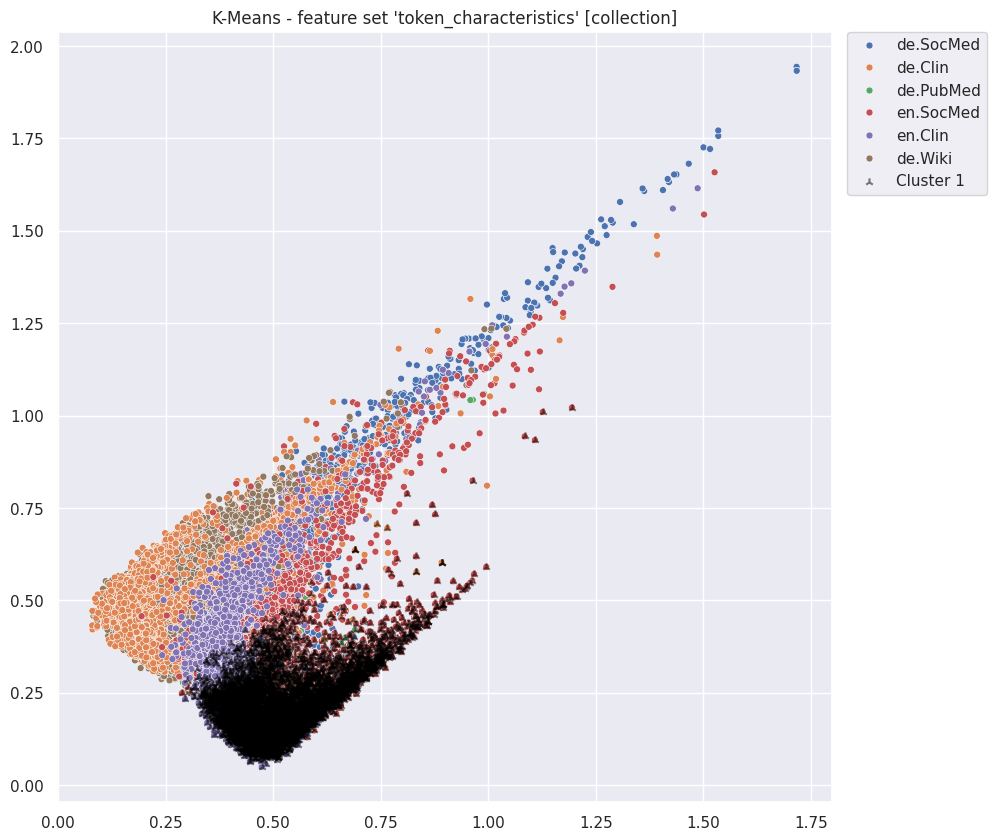 K-Means - feature set 'token_characteristics' [collection]
de.SocMed
de.Clin
de.PubMed
en.SocMed
en.Clin
de.Wiki
Cluster 1
2.00
1.75
1.50
1.25
1.00
0.75
0.50
0.25
0.00
0.00 0.25 0.50 0.75 1.00 1.25 1.50 1.75